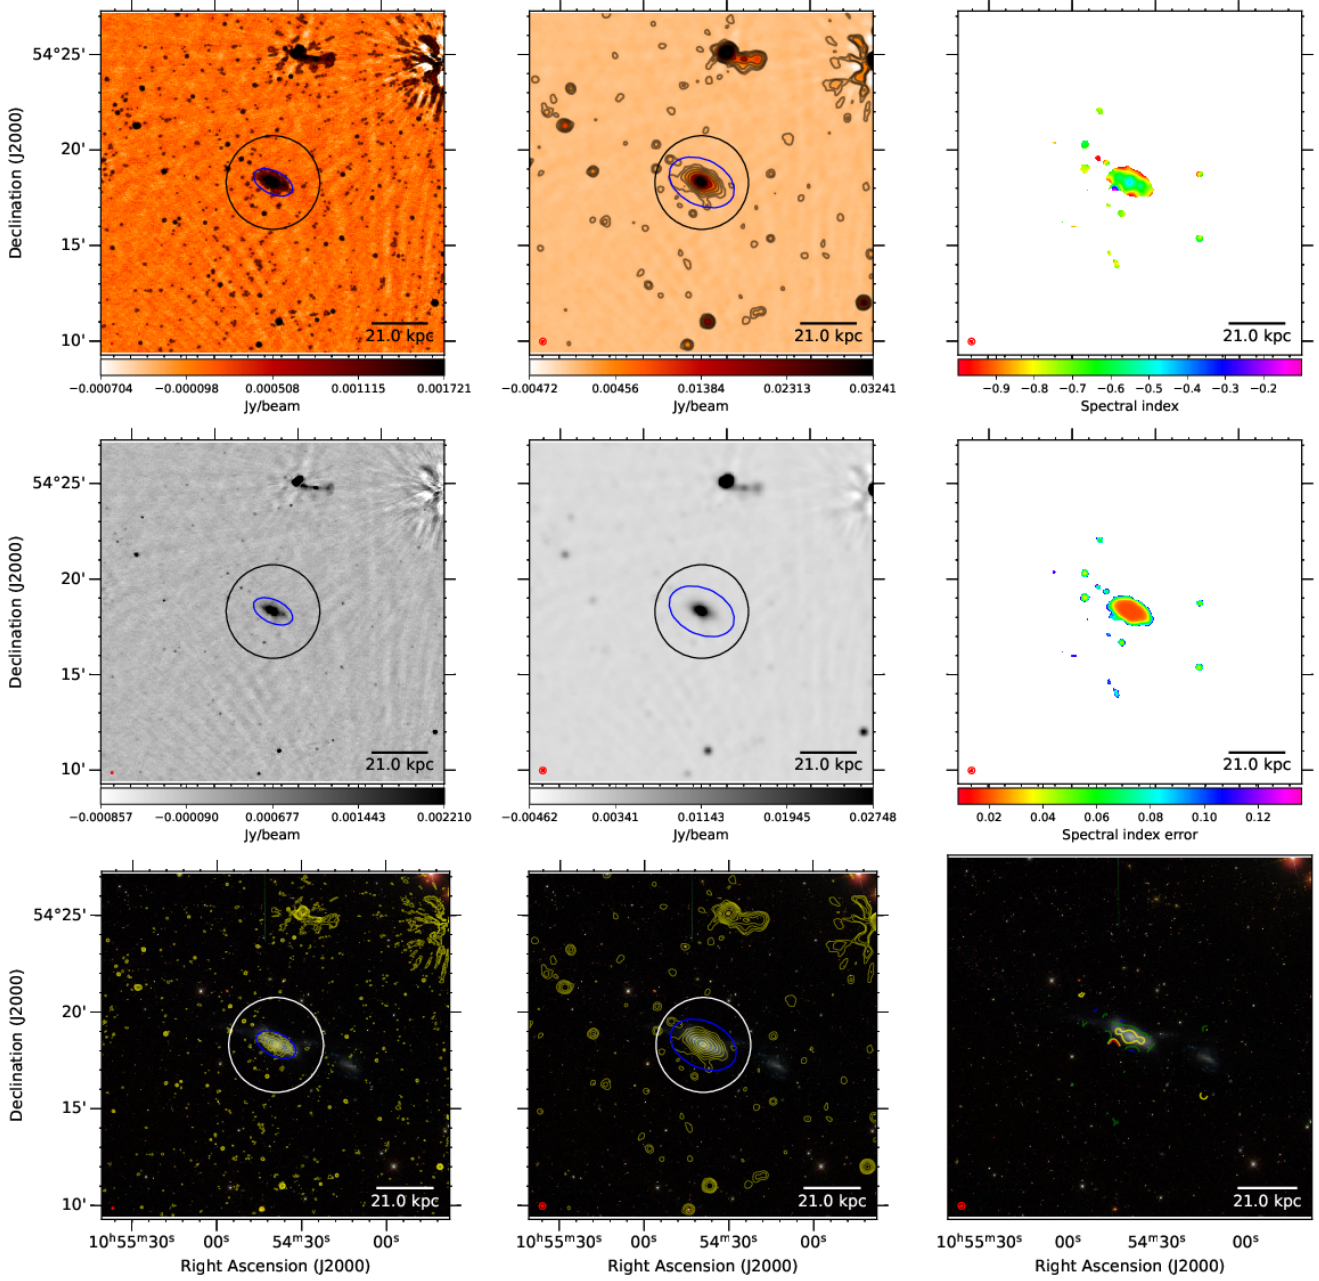 54°25'
20'
15'
10'
Declination (J2000)
21.0 kpc
21.0 kpc
21.0 kpc
−0.000704 −0.000098 0.000508 0.001115 0.001721
Jy/beam
−0.00472 0.00456 0.01384 0.02313 0.03241
Jy/beam
−0.9 −0.8 −0.7 −0.6 −0.5 −0.4 −0.3 −0.2
Spectral index
54°25'
20'
15'
10'
Declination (J2000)
21.0 kpc
21.0 kpc
21.0 kpc
−0.000857 −0.000090 0.000677 0.001443 0.002210
Jy/beam
−0.00462 0.00341 0.01143 0.01945 0.02748
Jy/beam
0.02 0.04 0.06 0.08 0.10 0.12
Spectral index error
54°25'
20'
15'
10'
Declination (J2000)
21.0 kpc
21.0 kpc
21.0 kpc
10ʰ55ᵐ30ˢ 00ˢ 54ᵐ30ˢ 00ˢ
Right Ascension (J2000)
10ʰ55ᵐ30ˢ 00ˢ 54ᵐ30ˢ 00ˢ
Right Ascension (J2000)
00ˢ 54ᵐ30ˢ 00ˢ
Right Ascension (J2000)